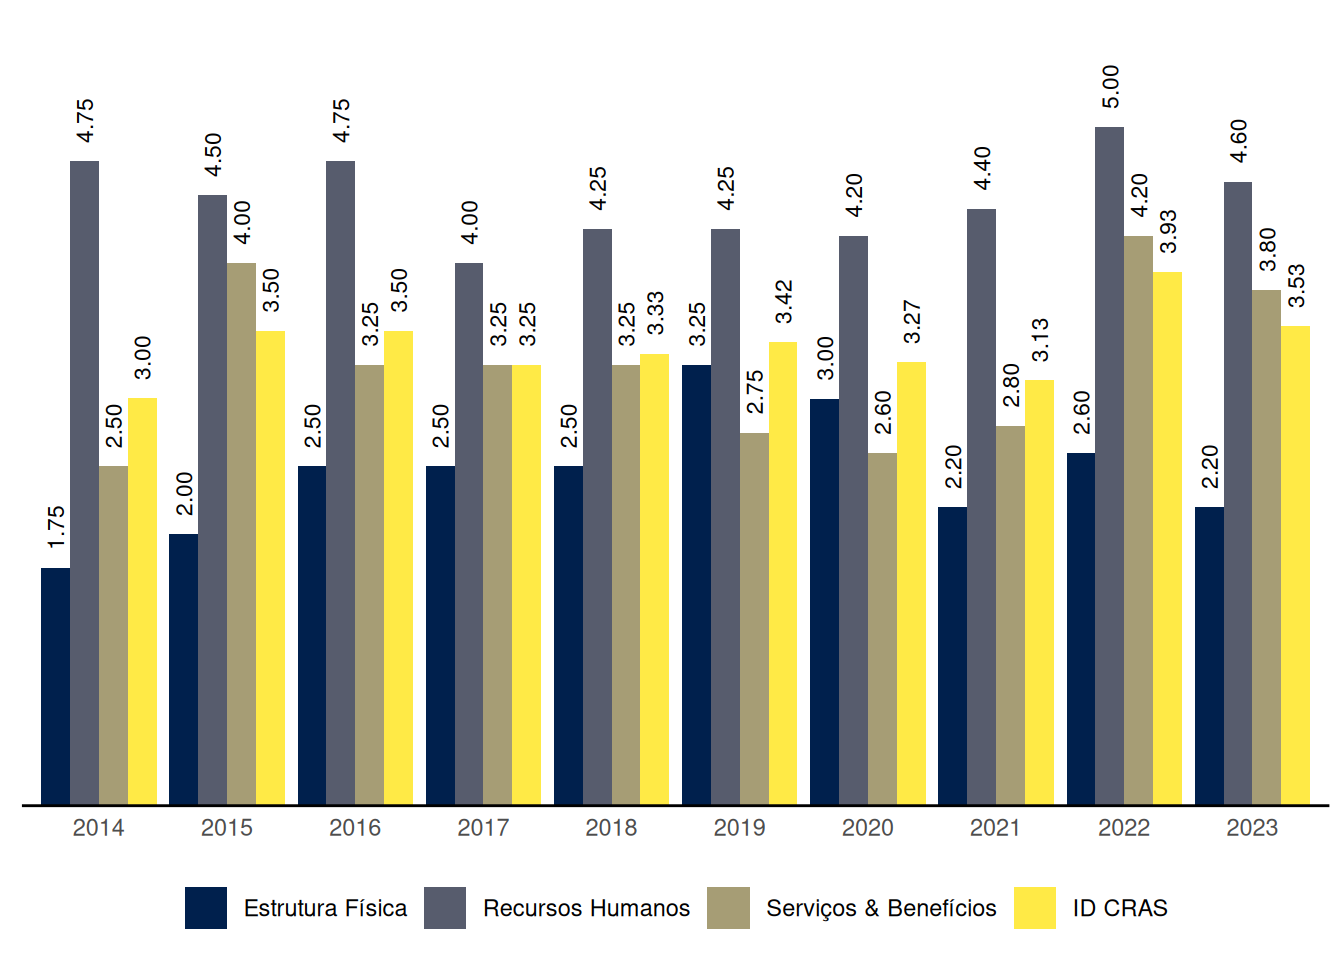 1.75 4.75 2.50 3.00
2.00 4.50 4.00 3.50
2.50 4.75 3.25 3.50
2.50 4.00 3.25 3.25
2.50 4.25 3.25 3.33
3.25 4.25 2.75 3.42
3.00 4.20 2.60 3.27
2.20 4.40 2.80 3.13
2.60 5.00 4.20 3.93
2.20 4.60 3.80 3.53
2014 2015 2016 2017 2018 2019 2020 2021 2022 2023
Estrutura Física Recursos Humanos Serviços & Benefícios ID CRAS